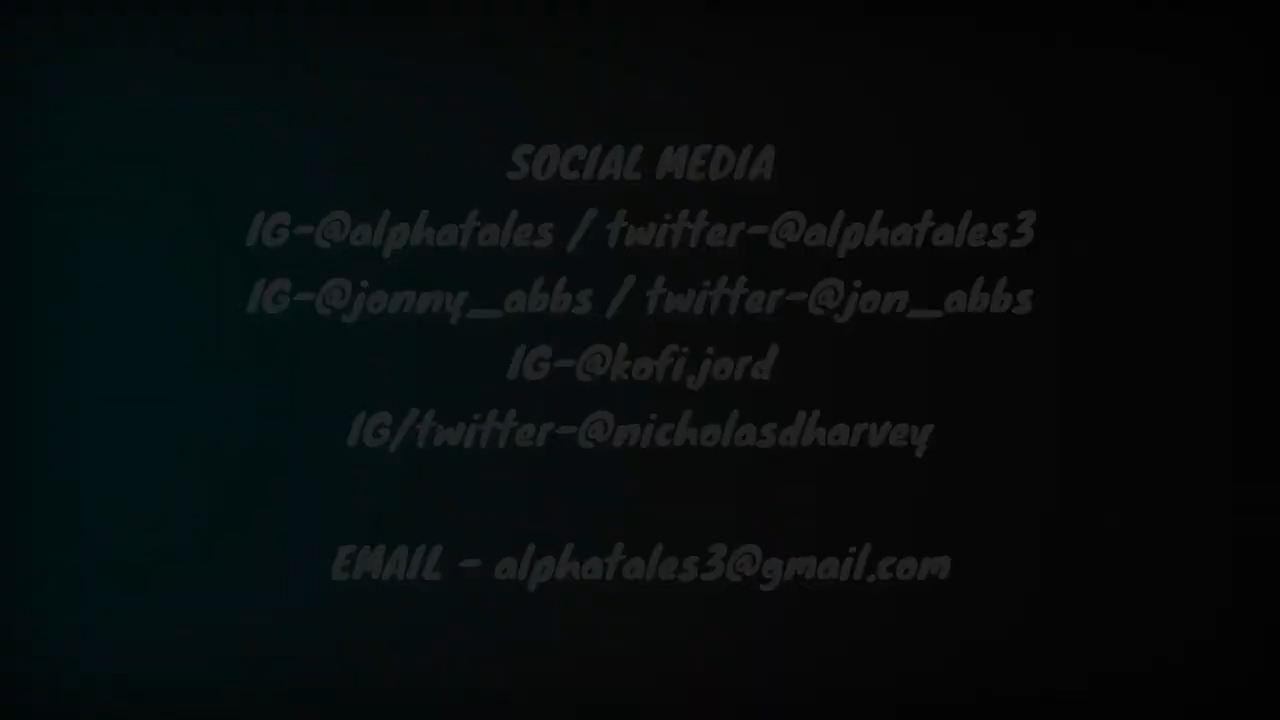 SOCIAL MEDIA
IG-@alphatales / twitter-@alphatales3
IG-@jonny_abbs / twitter-@jon_abbs
IG-@kofi.jord
IG/twitter-@nicholasdharvey
EMAIL - alphatales3@gmail.com